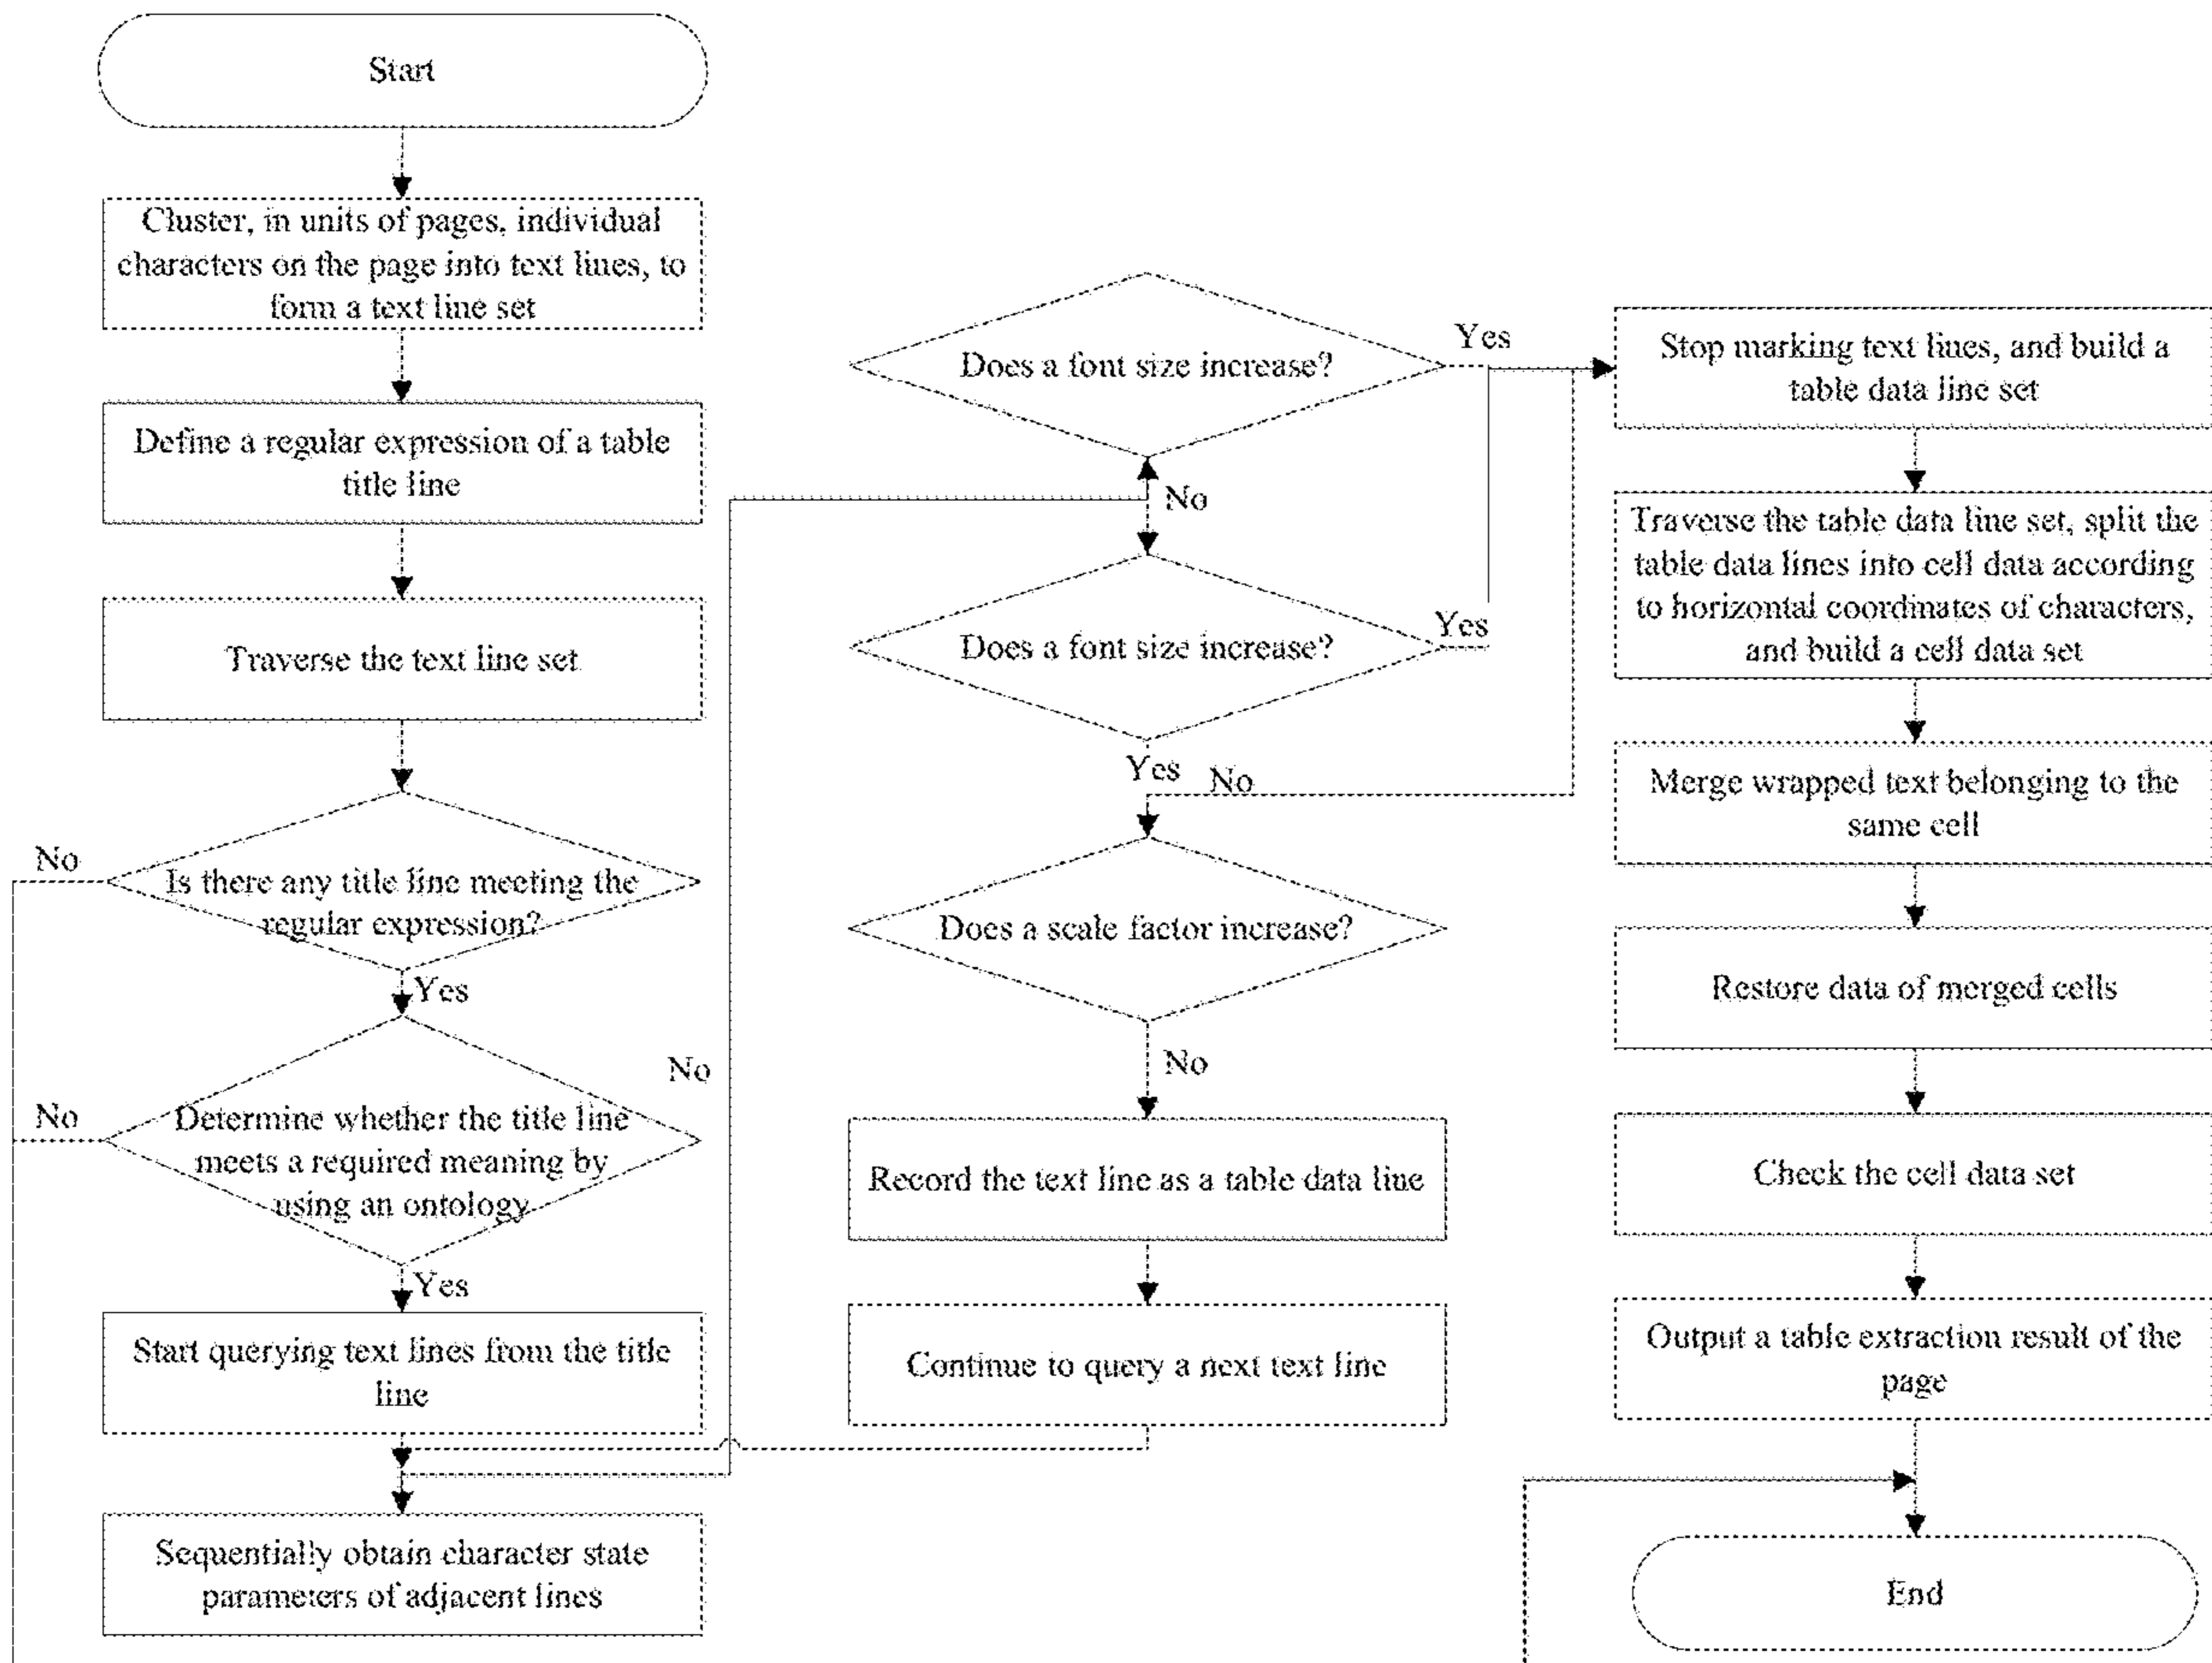 Start
Cluster, in units of pages, individual
characters on the page into text lines, to
form a text line set
Define a regular expression of a table
title line
Traverse the text line set
No
Is there any title line meeting the
regular expression?
Yes
No
No
Determine whether the title line
meets a required meaning by
using an ontology
Yes
Start querying text lines from the title
line
Sequentially obtain character state
parameters of adjacent lines
Does a font size increase?
Yes
No
Does a font size increase?
Yes
Yes
No
Does a scale factor increase?
No
Record the text line as a table data line
Continue to query a next text line
Stop marking text lines, and build a
table data line set
Traverse the table data line set, split the
table data lines into cell data according
to horizontal coordinates of characters,
and build a cell data set
Merge wrapped text belonging to the
same cell
Restore data of merged cells
Check the cell data set
Output a table extraction result of the
page
End